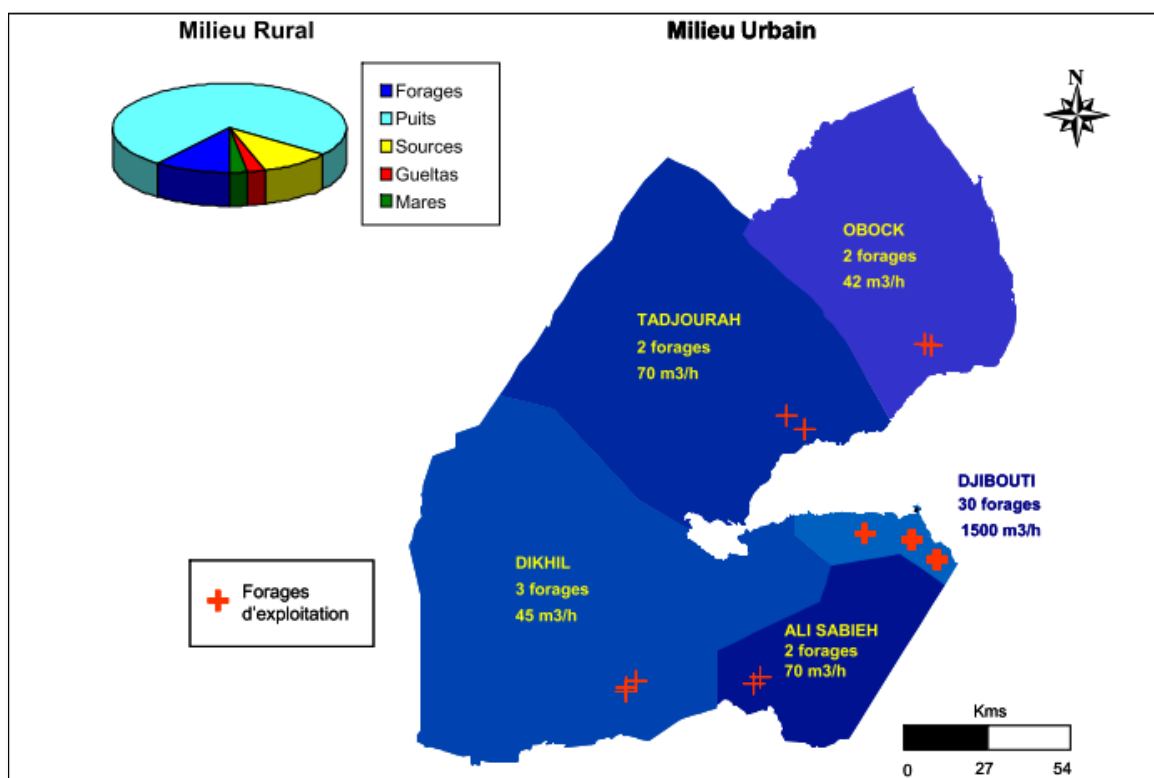 Milieu Rural
Milieu Urbain
Forages
Puits
Sources
Gueltas
Mares
N
OBOCK
2 forages
42 m3/h
TADJOURAH
2 forages
70 m3/h
DJIBOUTI
30 forages
1500 m3/h
DIKHIL
3 forages
45 m3/h
Forages
d'exploitation
ALI SABIEH
2 forages
70 m3/h
Kms
0 27 54